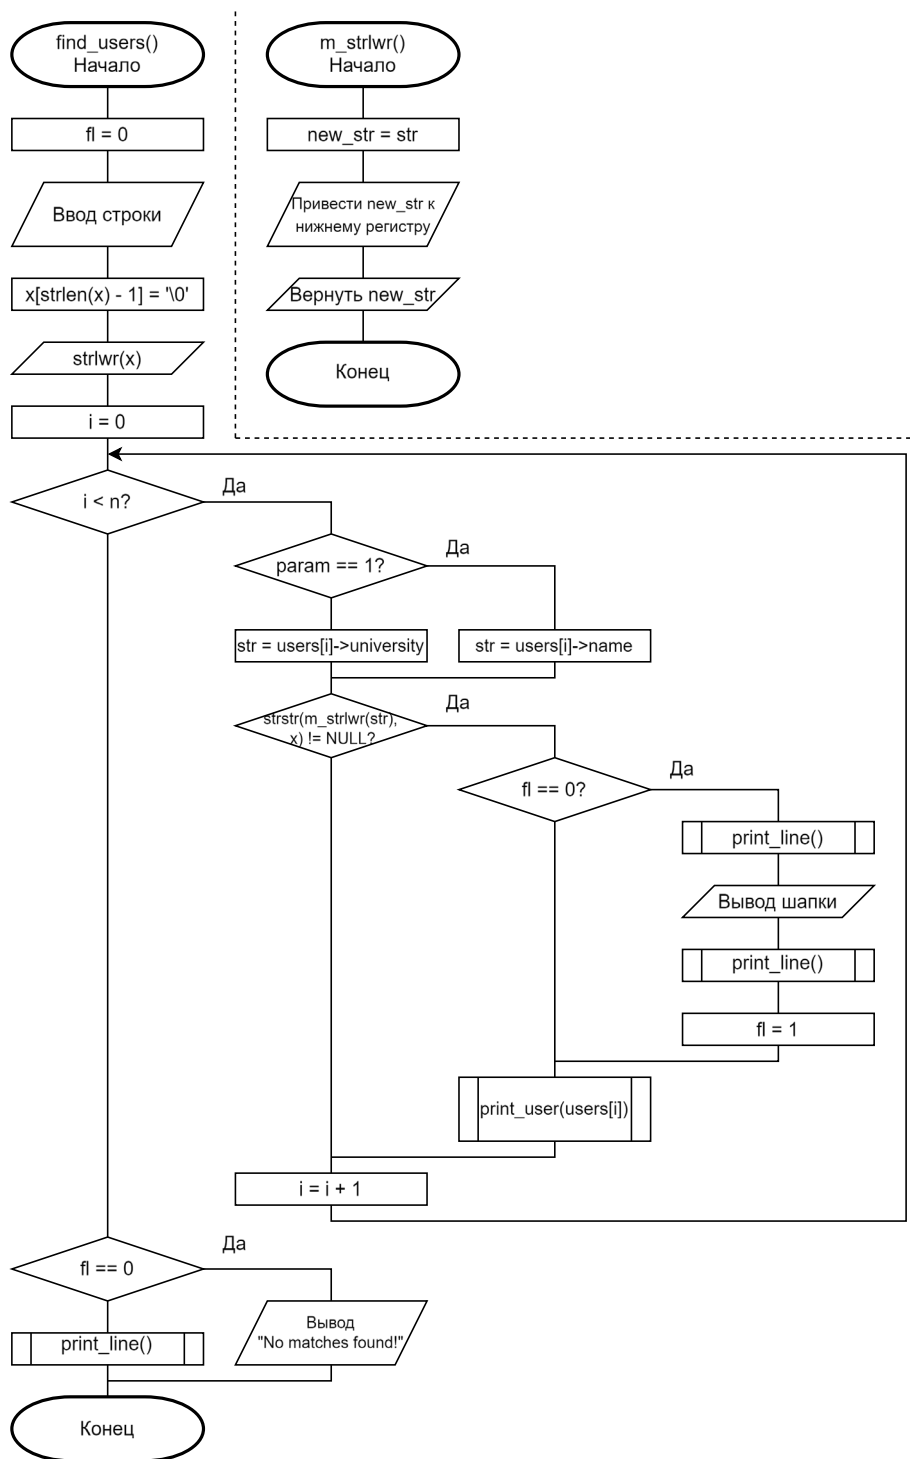 find_users()
Начало
fl = 0
Ввод строки
x[strlen(x) - 1] = '\0'
strlwr(x)
i = 0
m_strlwr()
Начало
new_str = str
Привести new_str к
нижнему регистру
Вернуть new_str
Конец
i < n?
Да
param == 1?
Да
str = users[i]->university
str = users[i]->name
strstr(m_strlwr(str),
x) != NULL?
Да
fl == 0?
Да
print_line()
Вывод шапки
print_line()
fl = 1
print_user(users[i])
i = i + 1
fl == 0
Да
print_line()
Вывод
"No matches found!"
Конец